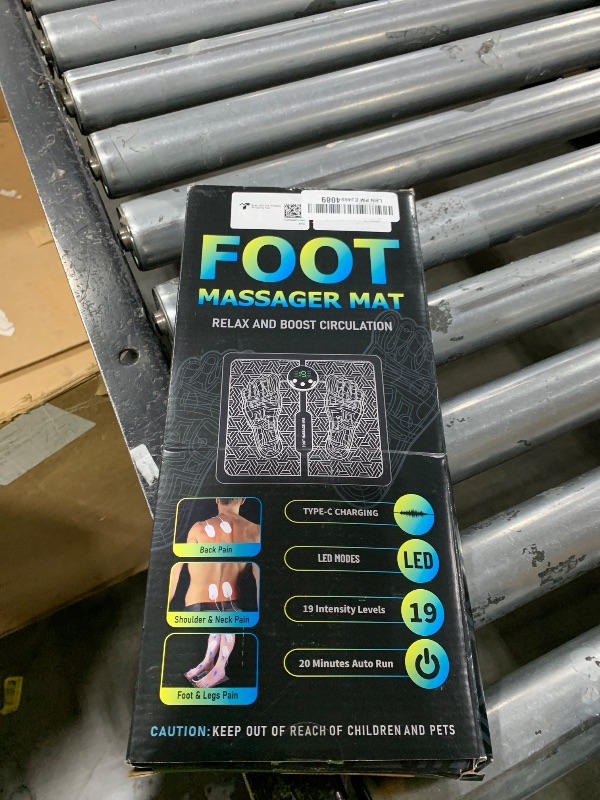 FOOT
MASSAGER MAT
RELAX AND BOOST CIRCULATION
TYPE-C CHARGING
Back Pain
LED MODES
LED
Shoulder & Neck Pain
19 Intensity Levels
19
20 Minutes Auto Run
Foot & Legs Pain
CAUTION: KEEP OUT OF REACH OF CHILDREN AND PETS